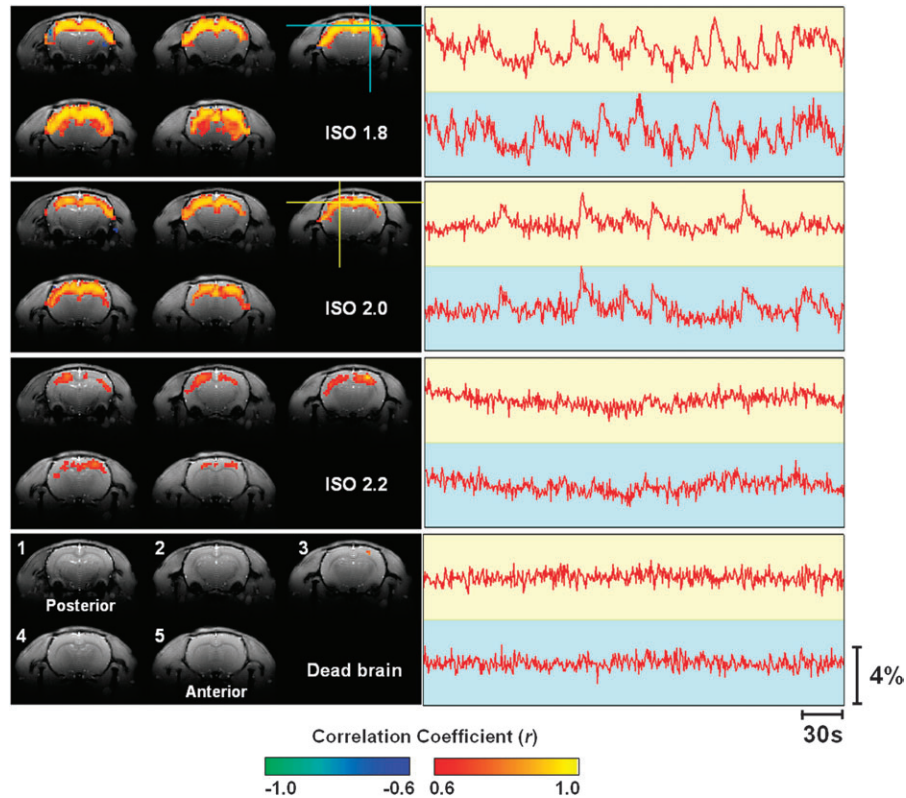 ISO 1.8
ISO 2.0
ISO 2.2
1 2 3
Posterior
4 5
Dead brain
Anterior
4%
30s
Correlation Coefficient (r)
-1.0 -0.6 0.6 1.0